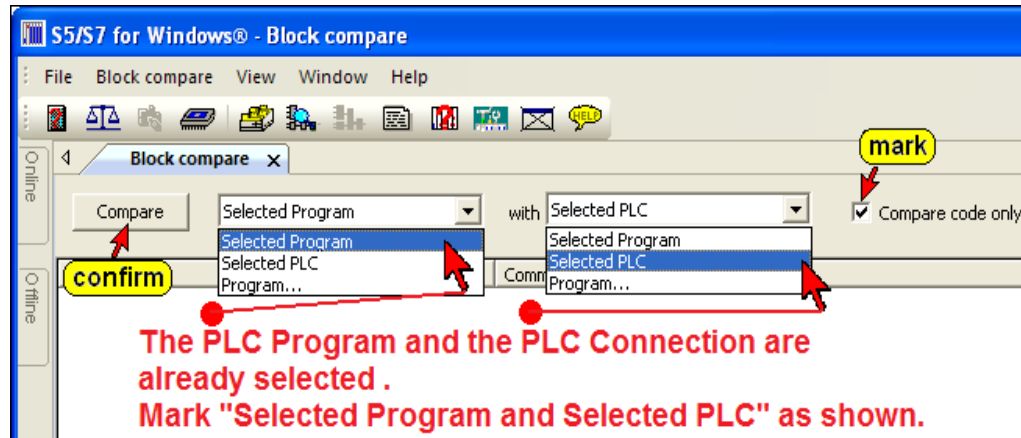 S5/S7 for Windows® - Block compare
File Block compare View Window Help
HELP
Online
Block compare x
mark
Compare Selected Program with Selected PLC Compare code only
Selected Program
Selected PLC
Program...
Selected Program
Selected PLC
Program...
confirm
Comm
Offline
The PLC Program and the PLC Connection are
already selected .
Mark "Selected Program and Selected PLC" as shown.